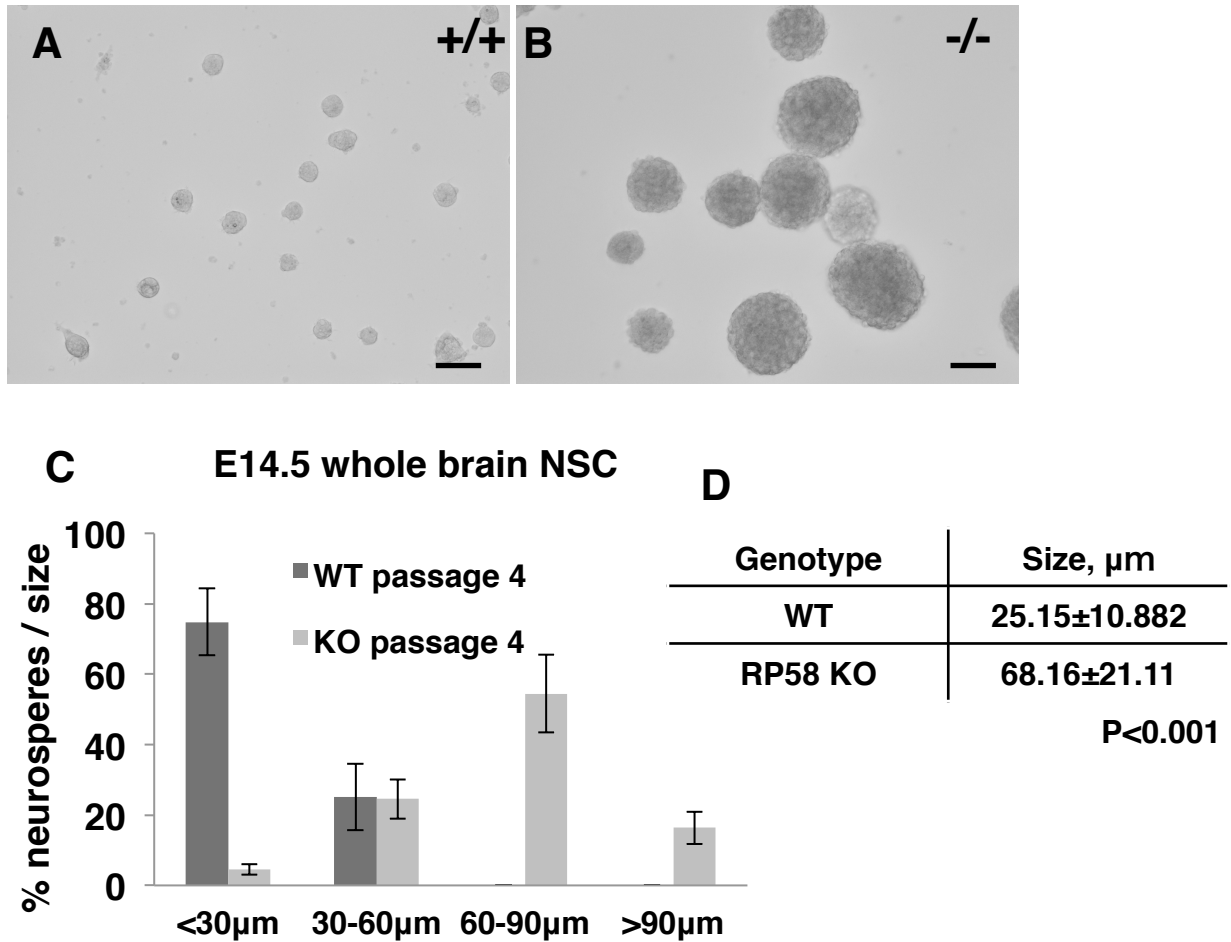 A
+/+
B
-/-
C
E14.5 whole brain NSC
% neurospheres / size
100
80
60
40
20
0
WT passage 4
KO passage 4
<30µm
30-60µm
60-90µm
>90µm
D
Genotype
Size, µm
WT
25.15±10.882
RP58 KO
68.16±21.11
P<0.001